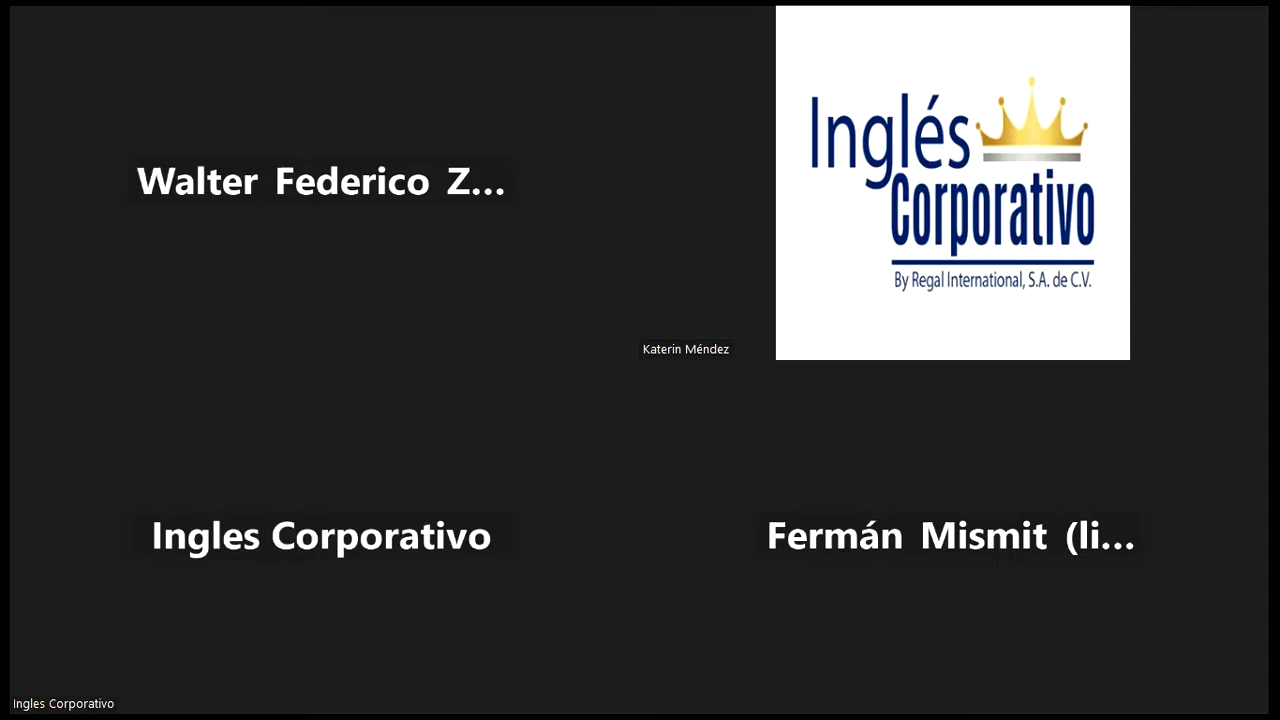 Walter Federico Z...
Inglés
Corporativo
By Regal International, S.A. de C.V.
Katerin Méndez
Ingles Corporativo
Fermán Mismit (li...
Ingles Corporativo